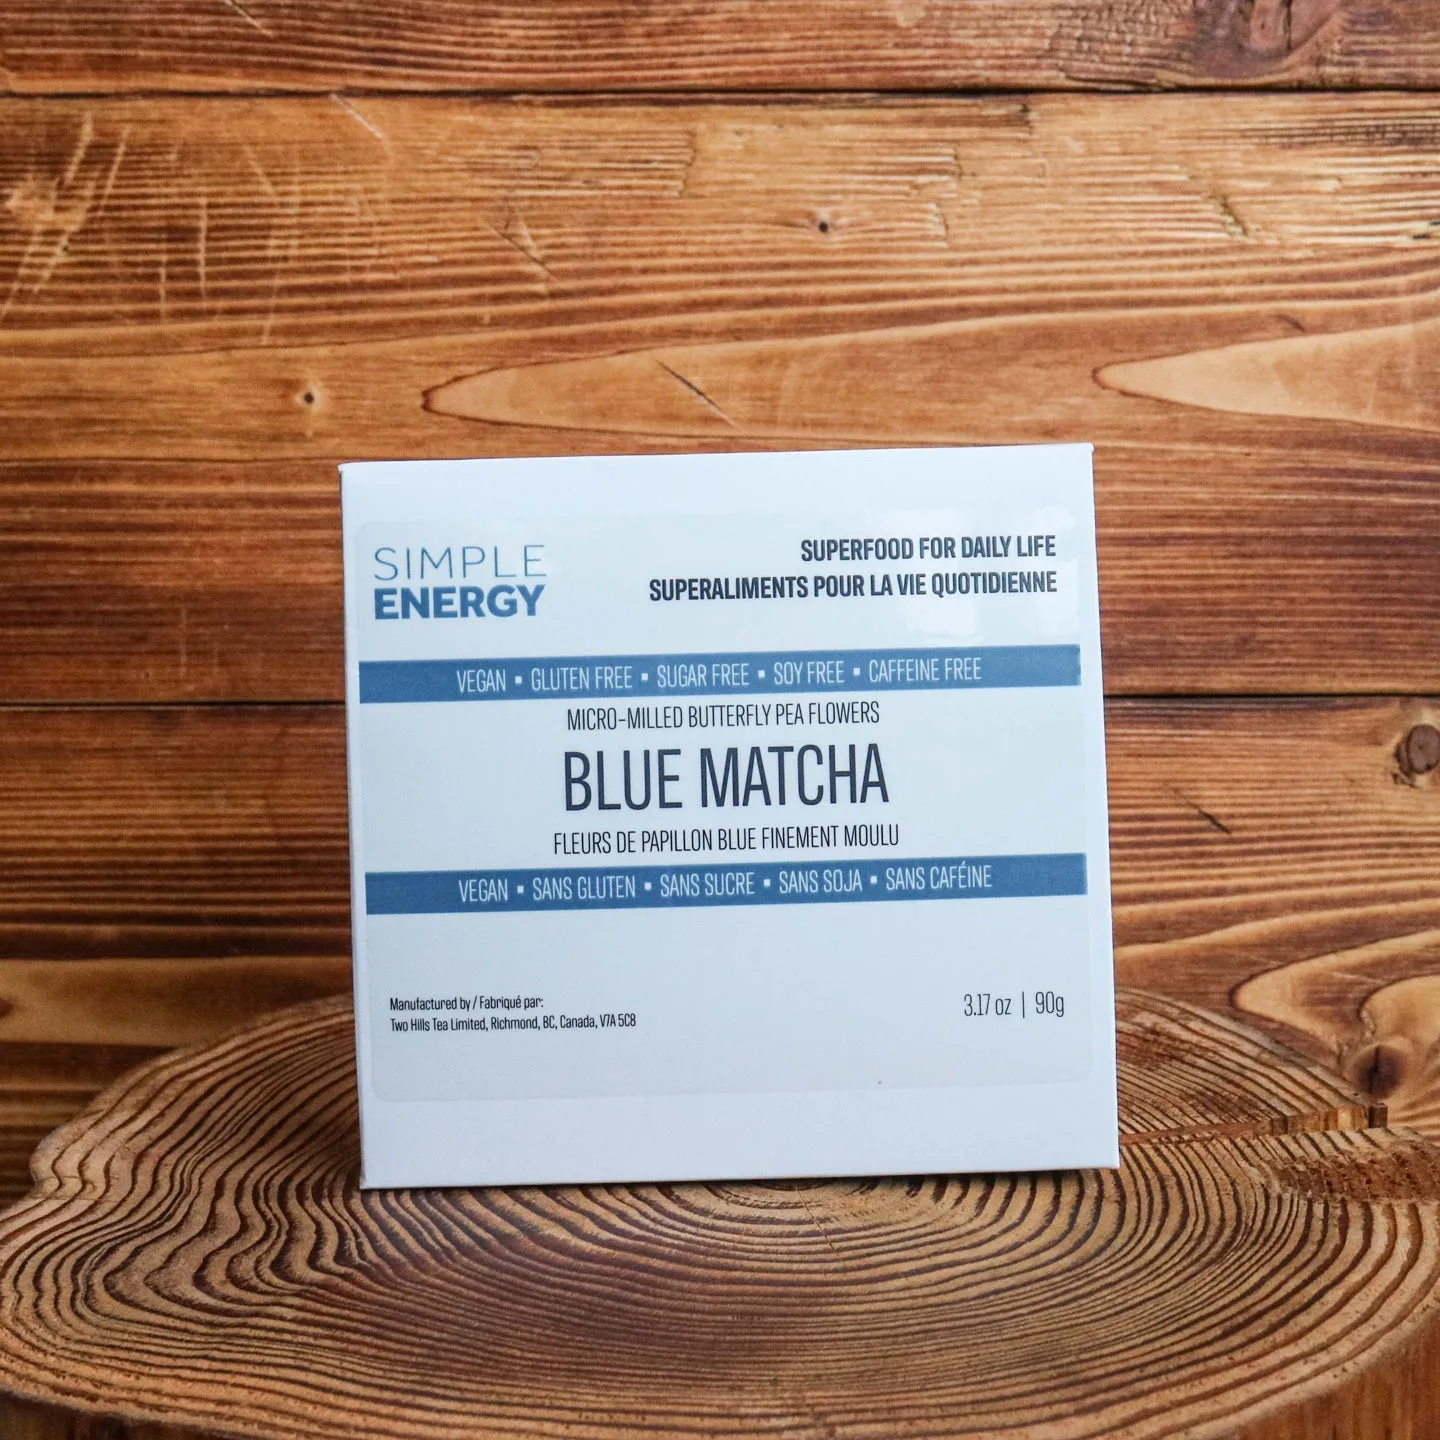 SIMPLE
ENERGY
SUPERFOOD FOR DAILY LIFE
SUPERALIMENTS POUR LA VIE QUOTIDIENNE
VEGAN ▪ GLUTEN FREE ▪ SUGAR FREE ▪ SOY FREE ▪ CAFFEINE FREE
MICRO-MILLED BUTTERFLY PEA FLOWERS
BLUE MATCHA
FLEURS DE PAPILLON BLUE FINEMENT MOULU
VEGAN ▪ SANS GLUTEN ▪ SANS SUCRE ▪ SANS SOJA ▪ SANS CAFÉINE
Manufactured by / Fabriqué par:
Two Hills Tea Limited, Richmond, BC, Canada, V7A 5C8
3.17 oz | 90g